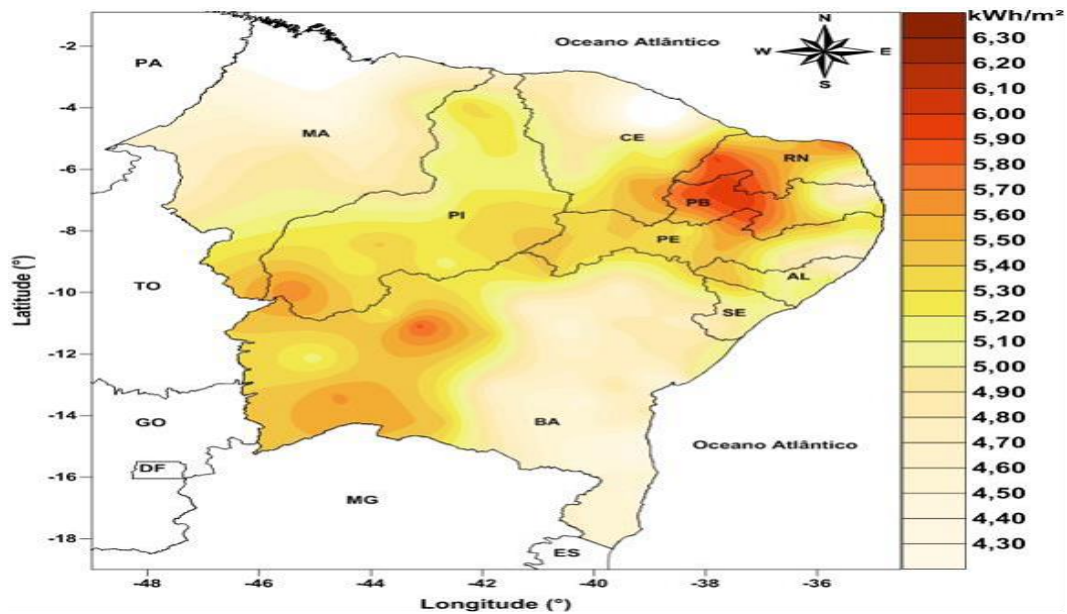 kWh/m²
6,30
6,20
6,10
6,00
5,90
5,80
5,70
5,60
5,50
5,40
5,30
5,20
5,10
5,00
4,90
4,80
4,70
4,60
4,50
4,40
4,30
N
W
E
S
Oceano Atlântico
PA
MA
CE
RN
PB
PI
PE
TO
AL
SE
BA
GO
DF
MG
ES
Oceano Atlântico
Latitude (°)
-2
-4
-6
-8
-10
-12
-14
-16
-18
-48
-46
-44
-42
-40
-38
-36
Longitude (°)